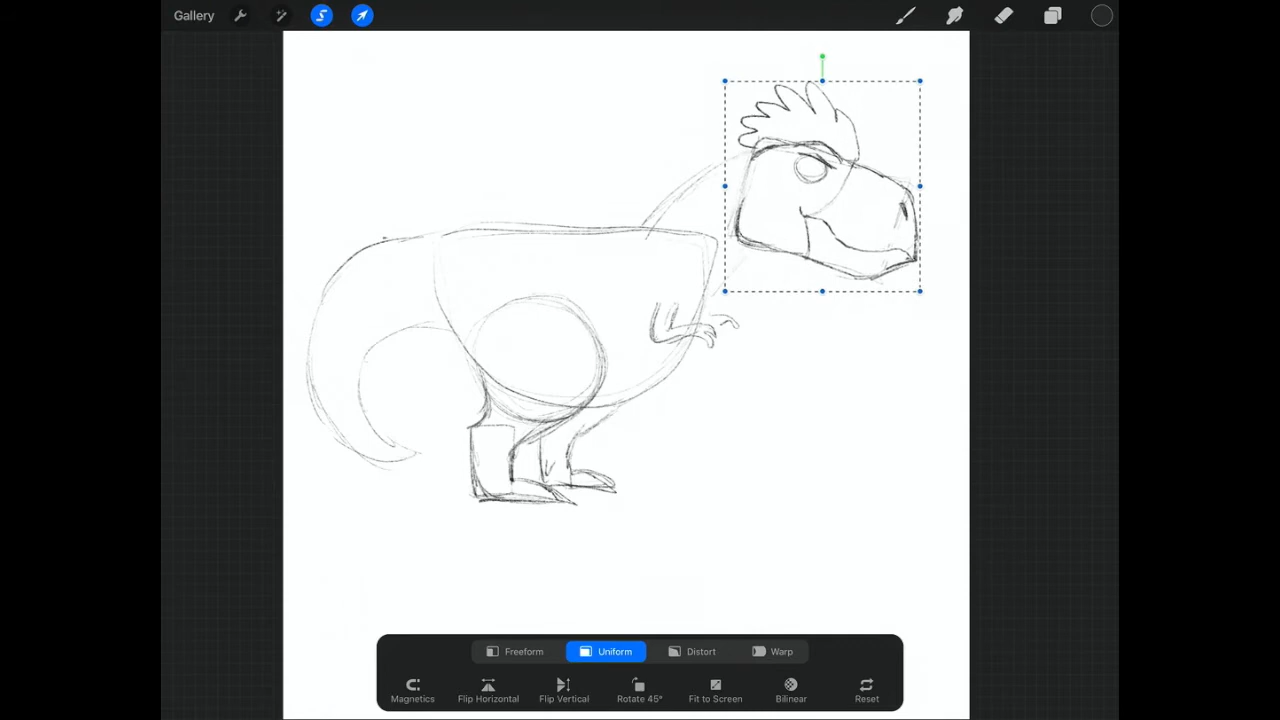 Gallery
Freeform Uniform Distort Warp
Magnetics Flip Horizontal Flip Vertical Rotate 45° Fit to Screen Bilinear Reset